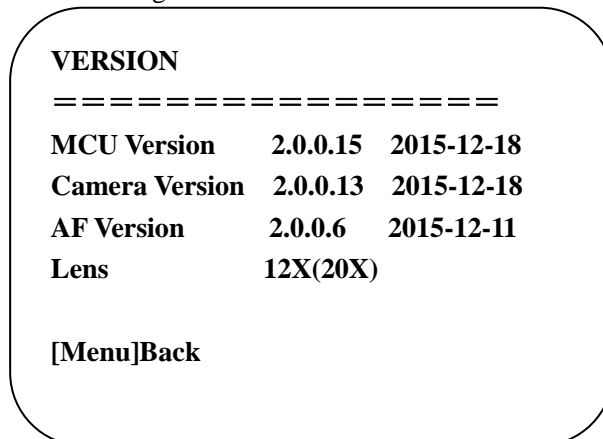 VERSION
================
MCU Version 2.0.0.15 2015-12-18
Camera Version 2.0.0.13 2015-12-18
AF Version 2.0.0.6 2015-12-11
Lens 12X(20X)
[Menu]Back